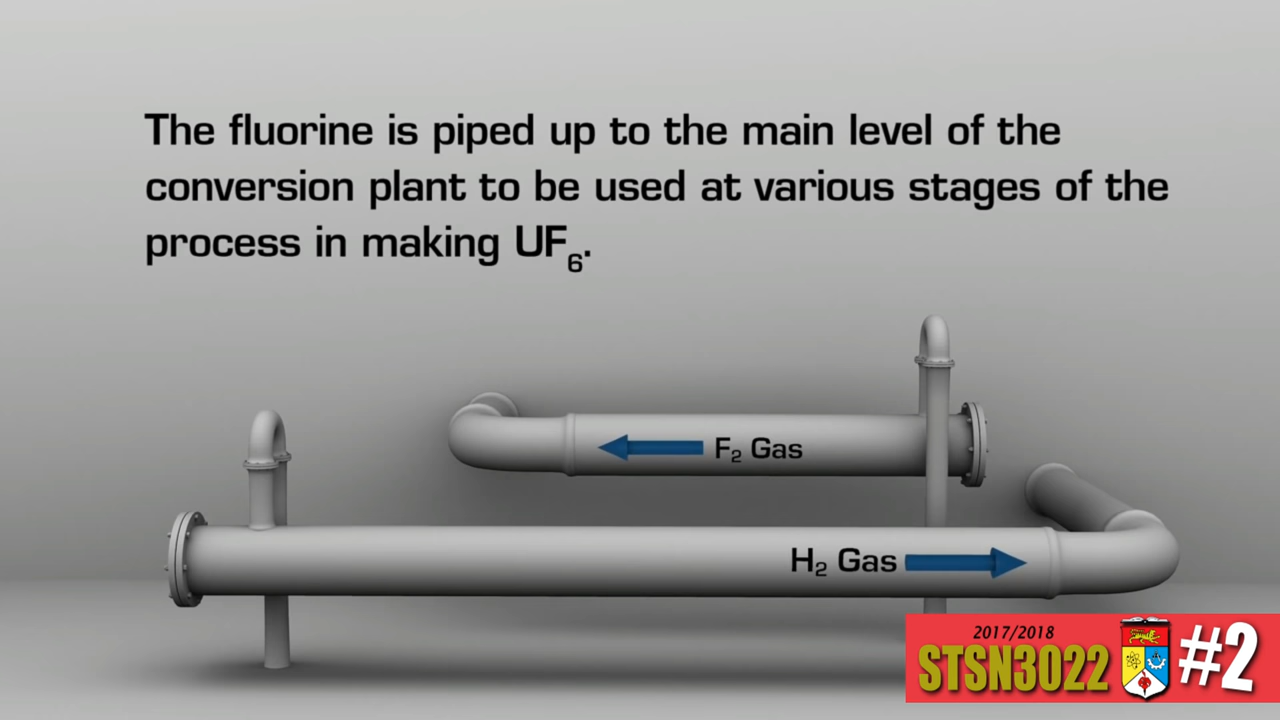 The fluorine is piped up to the main level of the
conversion plant to be used at various stages of the
process in making UF₆.
F₂ Gas
H₂ Gas
2017/2018
STSN3022
#2